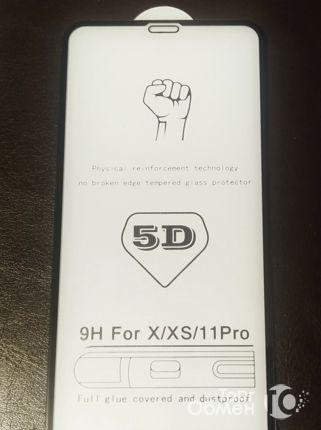 Physical reinforcement technology
no broken edge tempered glass protector
5D
9H For X/XS/11Pro
Full glue covered and dustproof
Торг
Обмен